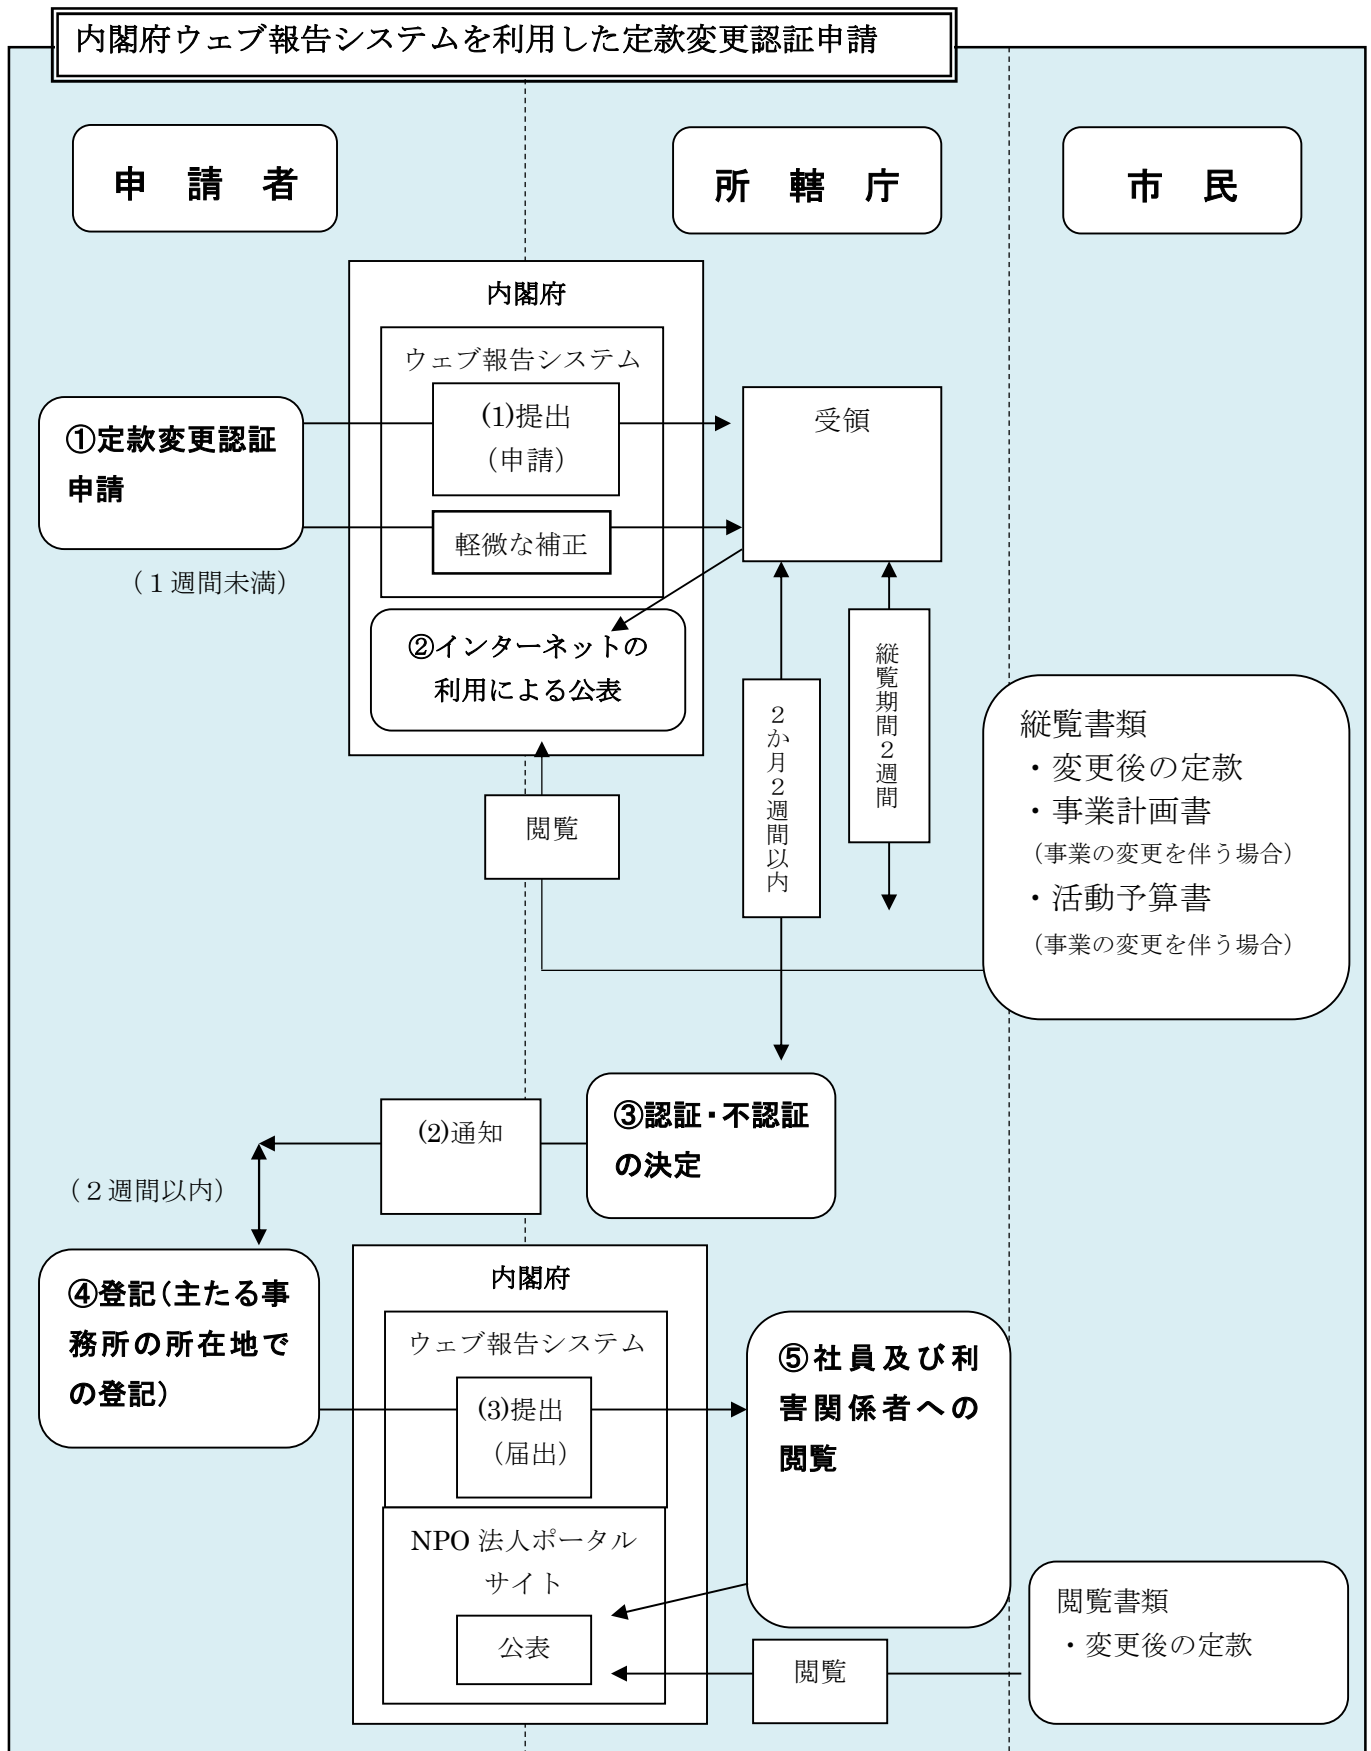 内閣府ウェブ報告システムを利用した定款変更認証申請
申 請 者
所 轄 庁
市 民
内閣府
ウェブ報告システム
(1)提出
（申請）
受領
①定款変更認証
申請
軽微な補正
（１週間未満）
②インターネットの
利用による公表
縦覧期間２週間
２か月２週間以内
閲覧
縦覧書類
・変更後の定款
・事業計画書
（事業の変更を伴う場合）
・活動予算書
（事業の変更を伴う場合）
③認証・不認証
の決定
(2)通知
（２週間以内）
④登記（主たる事
務所の所在地で
の登記）
内閣府
ウェブ報告システム
(3)提出
（届出）
⑤社員及び利
害関係者への
閲覧
NPO 法人ポータル
サイト
公表
閲覧
閲覧書類
・変更後の定款